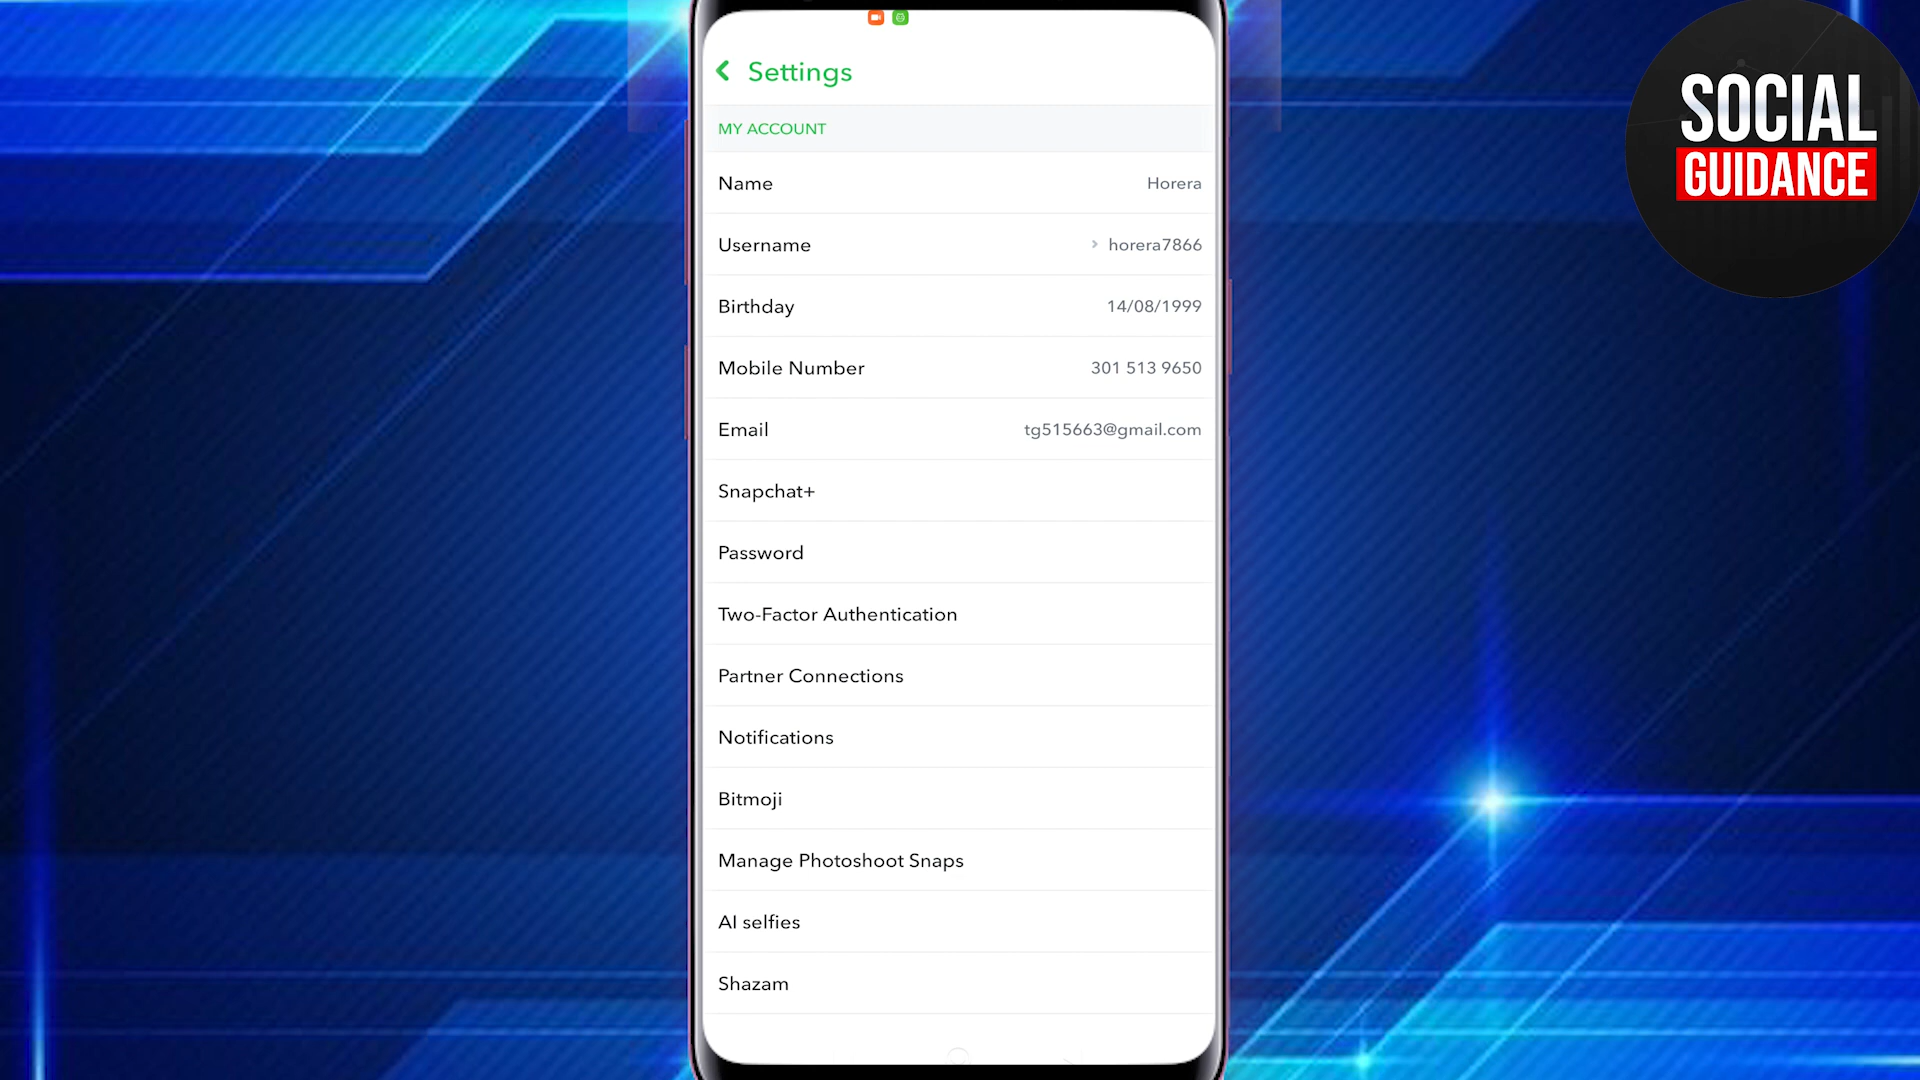 Settings
MY ACCOUNT
Name Horera
Username horera7866
Birthday 14/08/1999
Mobile Number 301 513 9650
Email tg515663@gmail.com
Snapchat+
Password
Two-Factor Authentication
Partner Connections
Notifications
Bitmoji
Manage Photoshoot Snaps
AI selfies
Shazam
SOCIAL
GUIDANCE